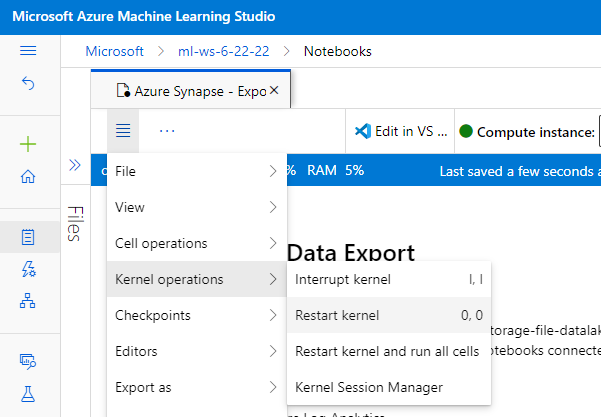 Microsoft Azure Machine Learning Studio
Microsoft > ml-ws-6-22-22 > Notebooks
Azure Synapse - Expo ×
... Edit in VS ... Compute instance:
% RAM 5% Last saved a few seconds a
Files
File
View
Cell operations
Kernel operations
Checkpoints
Editors
Export as
Data Export
Interrupt kernel I, I
Restart kernel 0, 0
Restart kernel and run all cells
Kernel Session Manager
torage-file-datalak
otebooks connecte